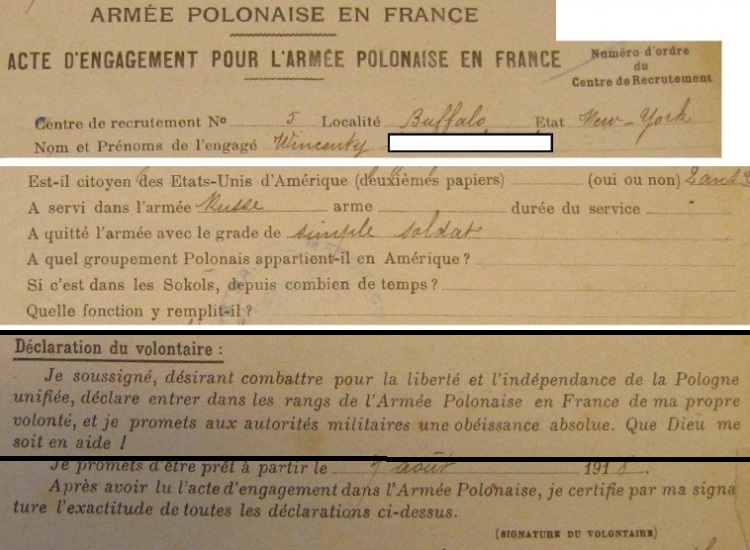 ARMÉE POLONAISE EN FRANCE
ACTE D'ENGAGEMENT POUR L'ARMÉE POLONAISE EN FRANCE
Numéro d'ordre
du
Centre de Recrutement
Centre de recrutement No 5 Localité Buffalo, Etat New-York
Nom et Prénoms de l'engagé Wincenty
Est-il citoyen des Etats-Unis d'Amérique (deuxièmes papiers) (oui ou non)
A servi dans l'armée Russe arme durée du service
A quitté l'armée avec le grade de simple soldat
A quel groupement Polonais appartient-il en Amérique ?
Si c'est dans les Sokols, depuis combien de temps ?
Quelle fonction y remplit-il ?
Déclaration du volontaire :
Je soussigné, désirant combattre pour la liberté et l'indépendance de la Pologne
unifiée, déclare entrer dans les rangs de l'Armée Polonaise en France de ma propre
volonté, et je promets aux autorités militaires une obéissance absolue. Que Dieu me
soit en aide !
Je promets d'être prêt à partir le 7 août 1918.
Après avoir lu l'acte d'engagement dans l'Armée Polonaise, je certifie par ma signa
ture l'exactitude de toutes les déclarations ci-dessus.
(SIGNATURE DU VOLONTAIRE)